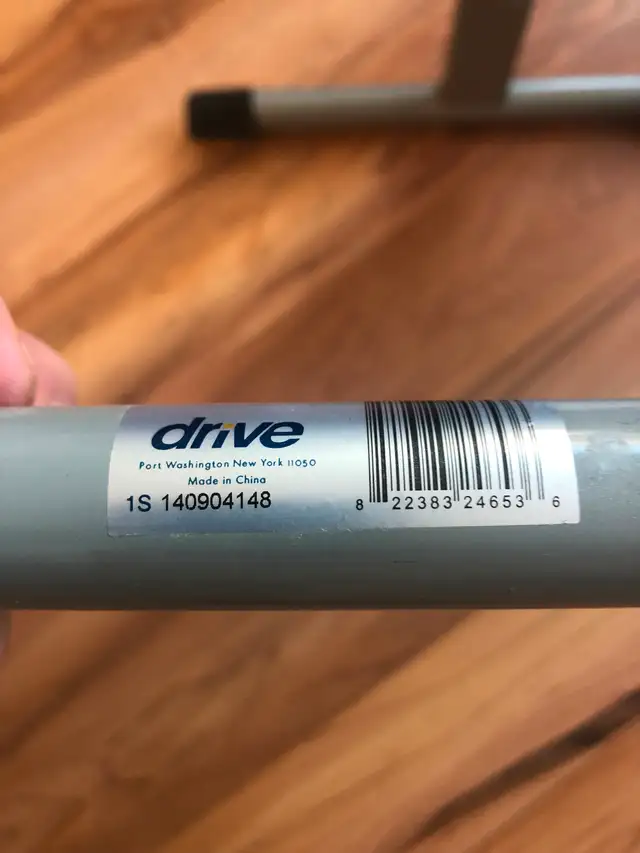 drive
Port Washington New York 11050
Made in China
1S 140904148
8 22383 24653 6